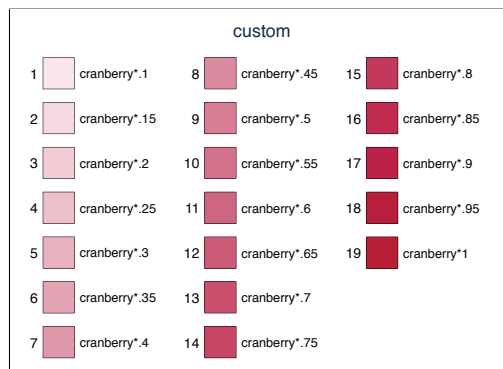 custom
1 cranberry*.1
2 cranberry*.15
3 cranberry*.2
4 cranberry*.25
5 cranberry*.3
6 cranberry*.35
7 cranberry*.4
8 cranberry*.45
9 cranberry*.5
10 cranberry*.55
11 cranberry*.6
12 cranberry*.65
13 cranberry*.7
14 cranberry*.75
15 cranberry*.8
16 cranberry*.85
17 cranberry*.9
18 cranberry*.95
19 cranberry*1